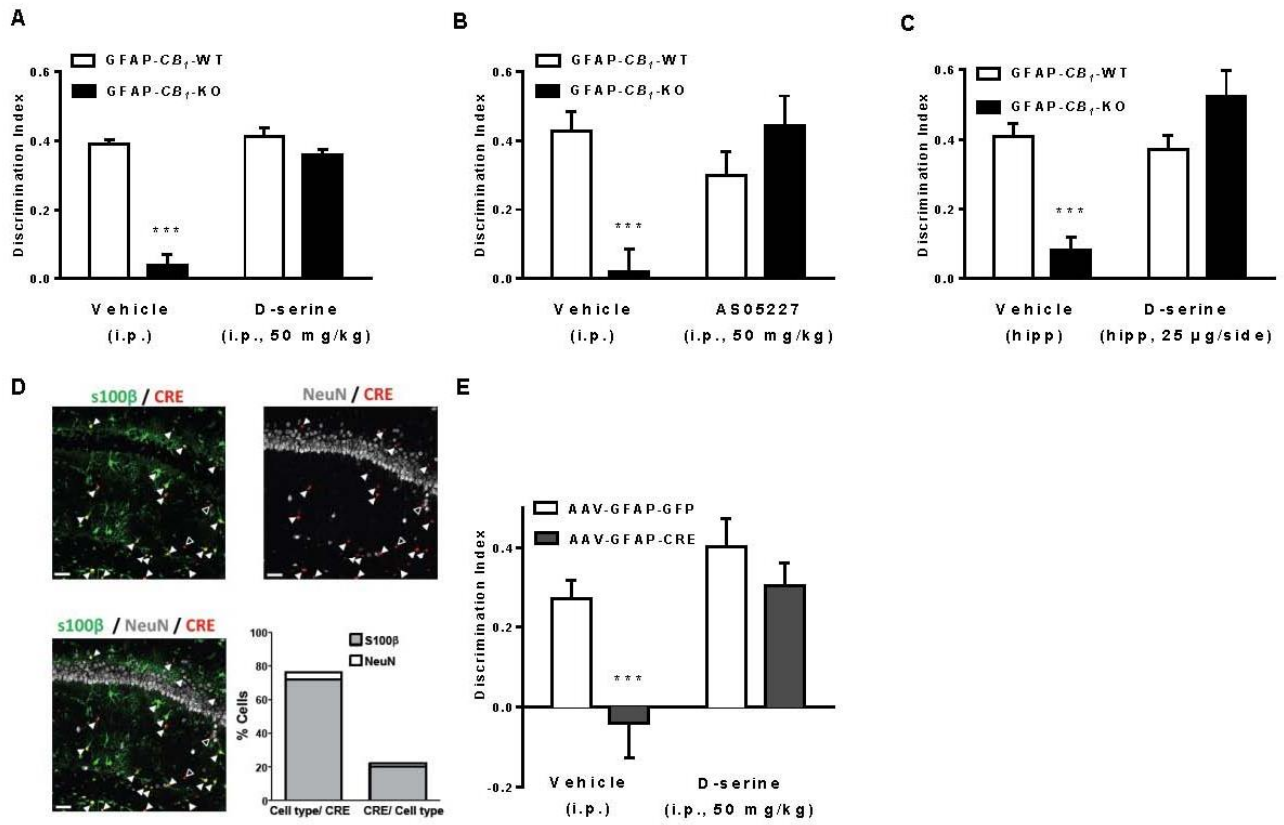 A
GFAP-CB1-WT
GFAP-CB1-KO
Discrimination Index
0.6
0.4
0.2
0.0
***
Vehicle
(i.p.)
D-serine
(i.p., 50 mg/kg)
B
GFAP-CB1-WT
GFAP-CB1-KO
Discrimination Index
0.6
0.4
0.2
0.0
***
Vehicle
(i.p.)
AS05227
(i.p., 50 mg/kg)
C
GFAP-CB1-WT
GFAP-CB1-KO
Discrimination Index
0.6
0.4
0.2
0.0
***
Vehicle
(hipp)
D-serine
(hipp, 25 µg/side)
D
s100β / CRE
NeuN / CRE
s100β / NeuN / CRE
S100β
NeuN
% Cells
100
80
60
40
20
0
Cell type/ CRE
CRE/ Cell type
E
AAV-GFAP-GFP
AAV-GFAP-CRE
Discrimination Index
0.4
0.2
0.0
-0.2
***
Vehicle
(i.p.)
D-serine
(i.p., 50 mg/kg)